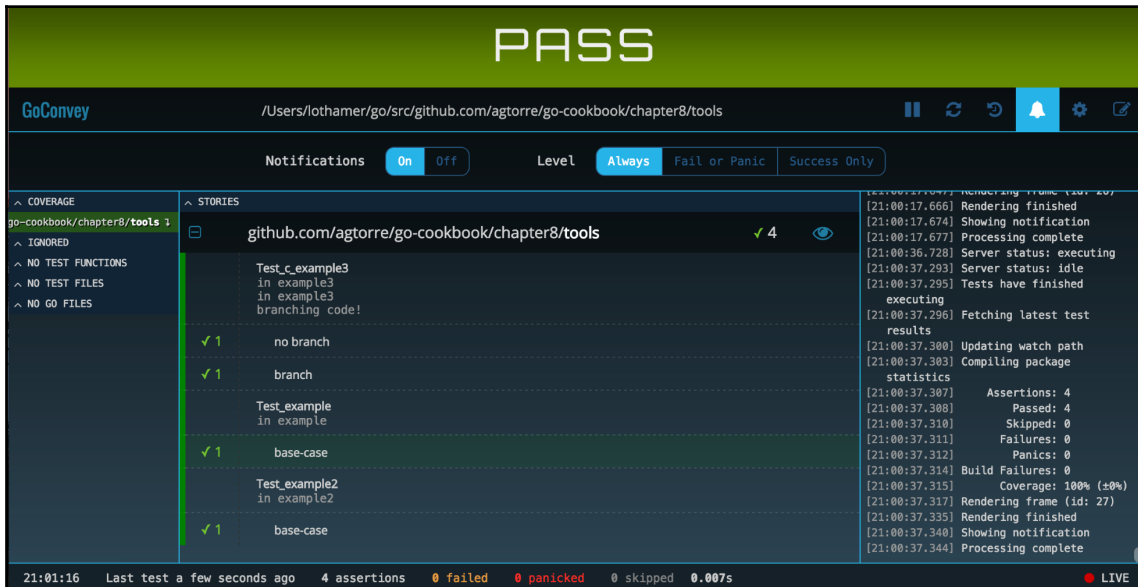 PASS
GoConvey
/Users/lothamer/go/src/github.com/agtorre/go-cookbook/chapter8/tools
Notifications On Off Level Always Fail or Panic Success Only
COVERAGE
go-cookbook/chapter8/tools
IGNORED
NO TEST FUNCTIONS
NO TEST FILES
NO GO FILES
STORIES
github.com/agtorre/go-cookbook/chapter8/tools ✓ 4
Test_c_example3
in example3
in example3
branching code!
✓ 1 no branch
✓ 1 branch
Test_example
in example
✓ 1 base-case
Test_example2
in example2
✓ 1 base-case
[21:00:17.647] Rendering frame (id: 26)
[21:00:17.666] Rendering finished
[21:00:17.674] Showing notification
[21:00:17.677] Processing complete
[21:00:36.728] Server status: executing
[21:00:37.293] Server status: idle
[21:00:37.295] Tests have finished
executing
[21:00:37.296] Fetching latest test
results
[21:00:37.300] Updating watch path
[21:00:37.303] Compiling package
statistics
[21:00:37.307] Assertions: 4
[21:00:37.308] Passed: 4
[21:00:37.310] Skipped: 0
[21:00:37.311] Failures: 0
[21:00:37.312] Panics: 0
[21:00:37.314] Build Failures: 0
[21:00:37.315] Coverage: 100% (±0%)
[21:00:37.317] Rendering frame (id: 27)
[21:00:37.335] Rendering finished
[21:00:37.340] Showing notification
[21:00:37.344] Processing complete
21:01:16 Last test a few seconds ago 4 assertions 0 failed 0 panicked 0 skipped 0.007s LIVE